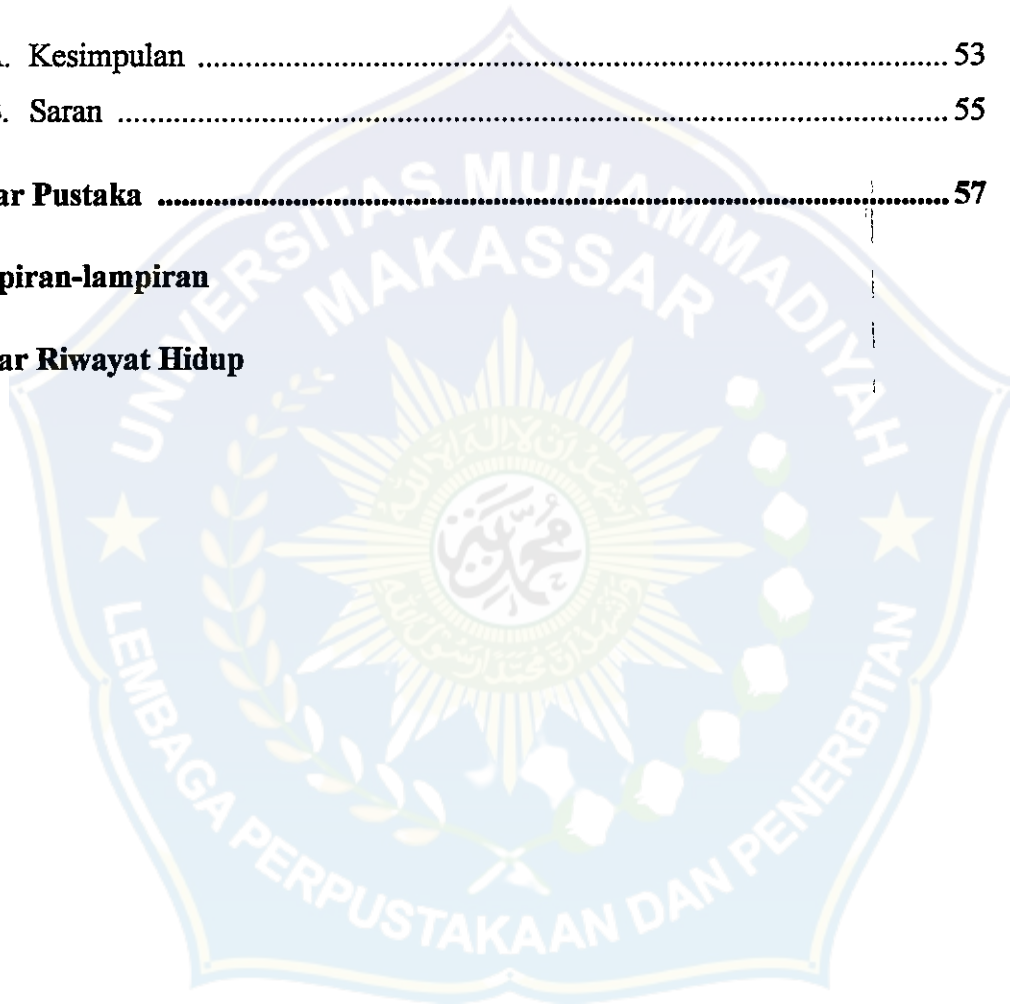 . Kesimpulan ........................................................................................ 53
. Saran ................................................................................................. 55
ar Pustaka .......................................................................................... 57
piran-lampiran
ar Riwayat Hidup
UNIVERSITAS MUHAMMADIYAH
MAKASSAR
LEMBAGA PERPUSTAKAAN DAN PENERBITAN